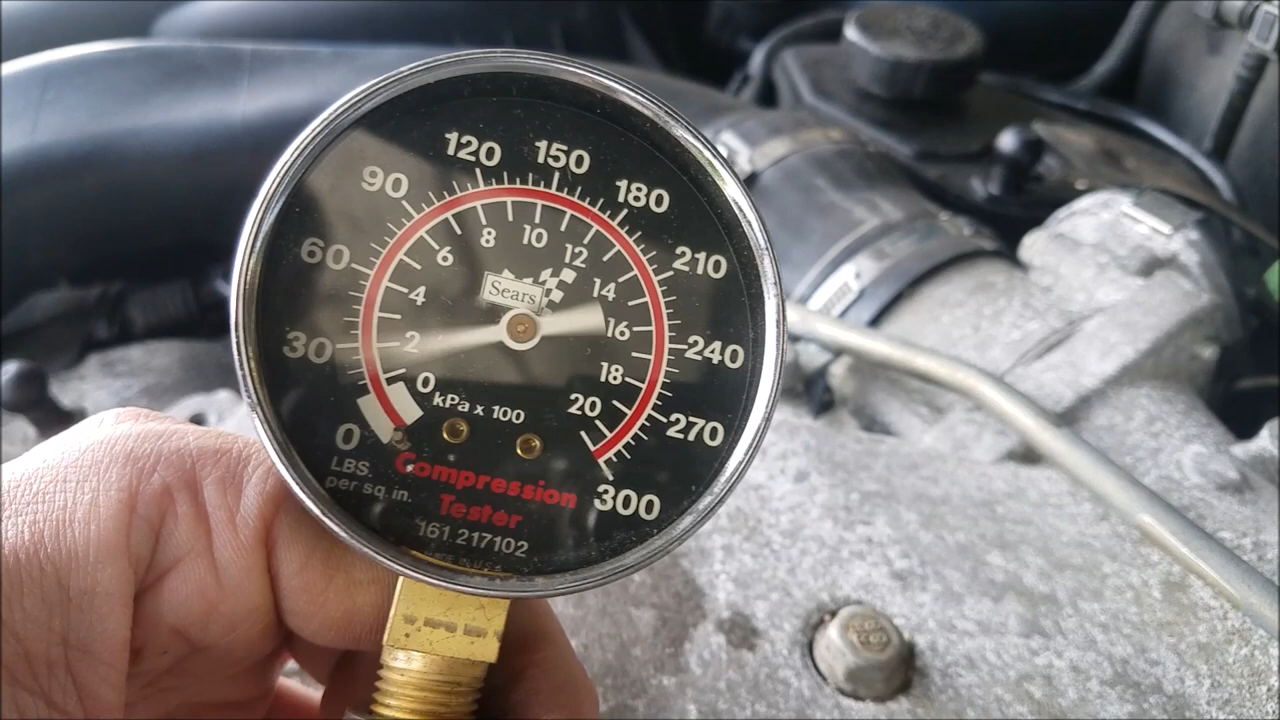 120 150
90 180
60 210
30 240
0 270
300
6 8 10 12
4 14
2 16
0 18
20
Sears
kPa x 100
LBS.
per sq. in.
Compression
Tester
161.217102